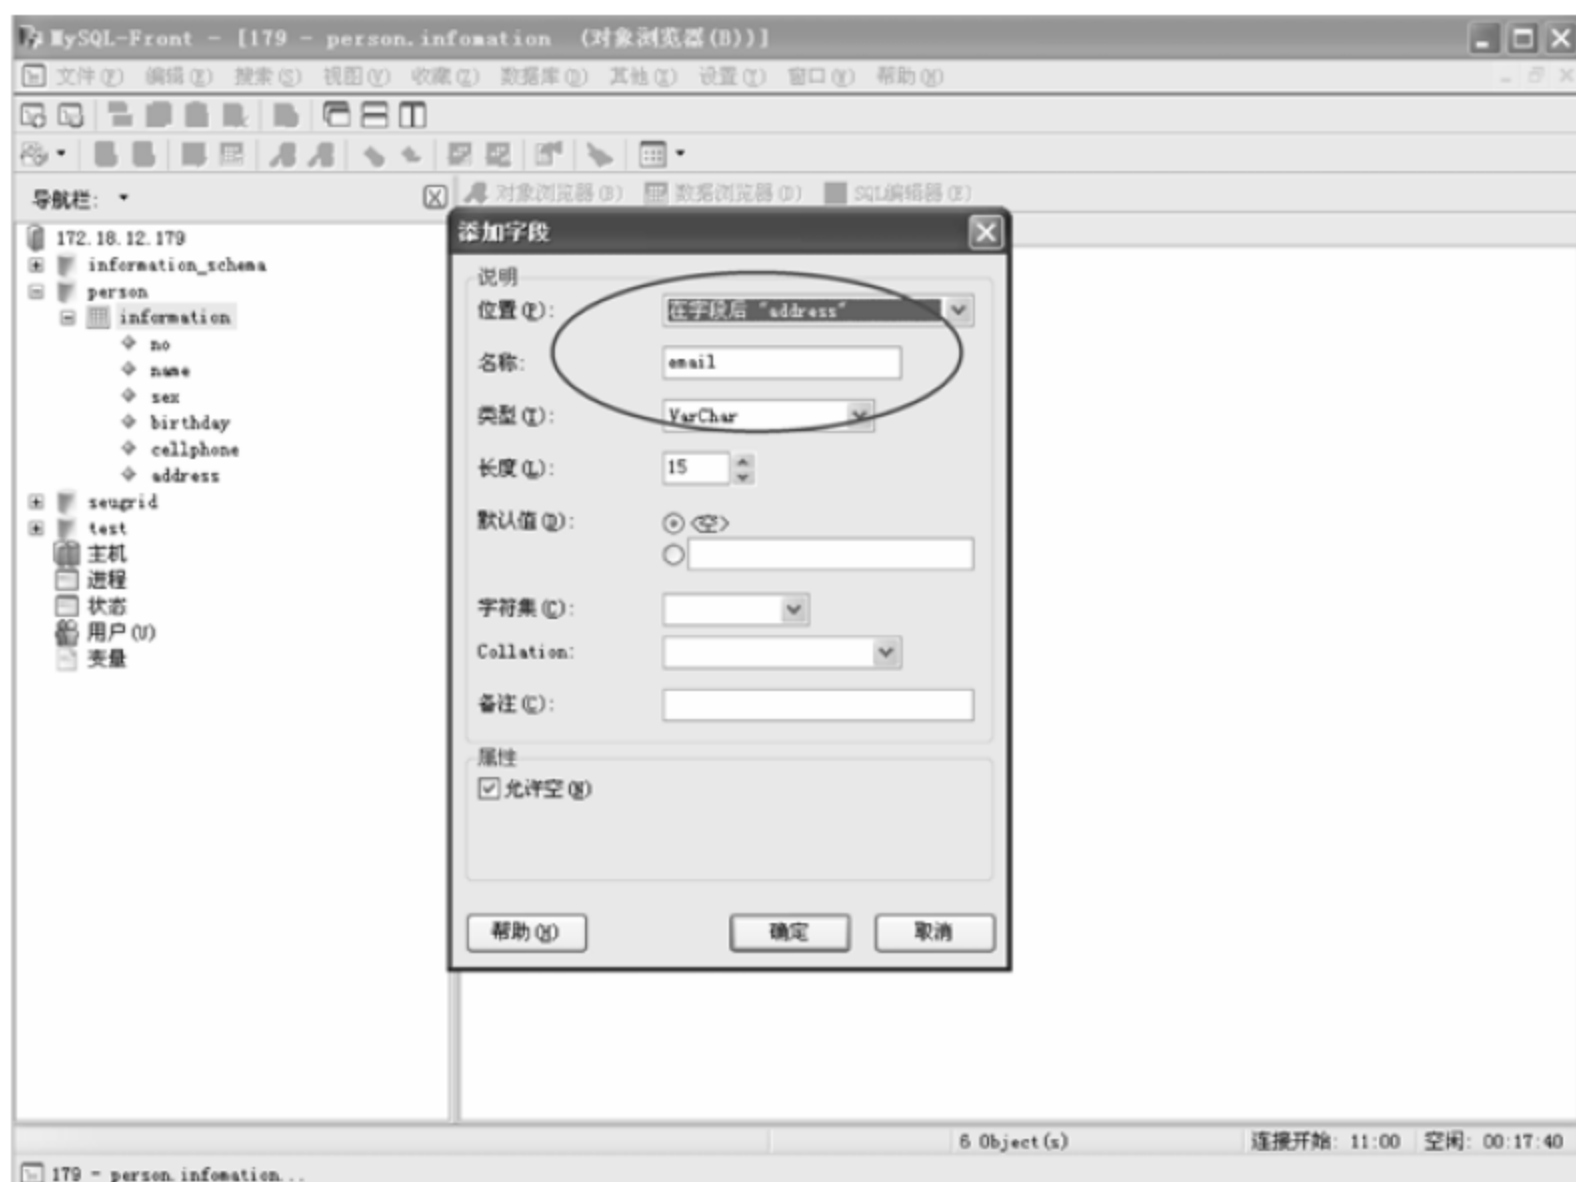 MySQL-Front - [179 - person.infomation (对象浏览器(B))]
文件(F) 编辑(E) 搜索(S) 视图(V) 收藏(Z) 数据库(D) 其他(X) 设置(T) 窗口(W) 帮助(H)
导航栏: 对象浏览器(B) 数据浏览器(D) SQL编辑器(E)
172.18.12.179
information_schema
person
information
no
name
sex
birthday
cellphone
address
seugrid
test
主机
进程
状态
用户(U)
变量
添加字段
说明
位置(P): 在字段后 "address"
名称: email
类型(T): VarChar
长度(L): 15
默认值(D): <空>
字符集(C):
Collation:
备注(C):
属性
允许空(N)
帮助(H) 确定 取消
6 Object(s) 连接开始: 11:00 空闲: 00:17:40
179 - person.infomation...